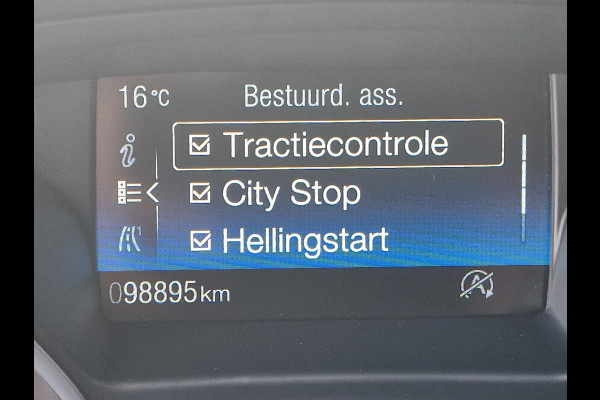 16°C Bestuurd. ass.
Tractiecontrole
City Stop
Hellingstart
098895km
A